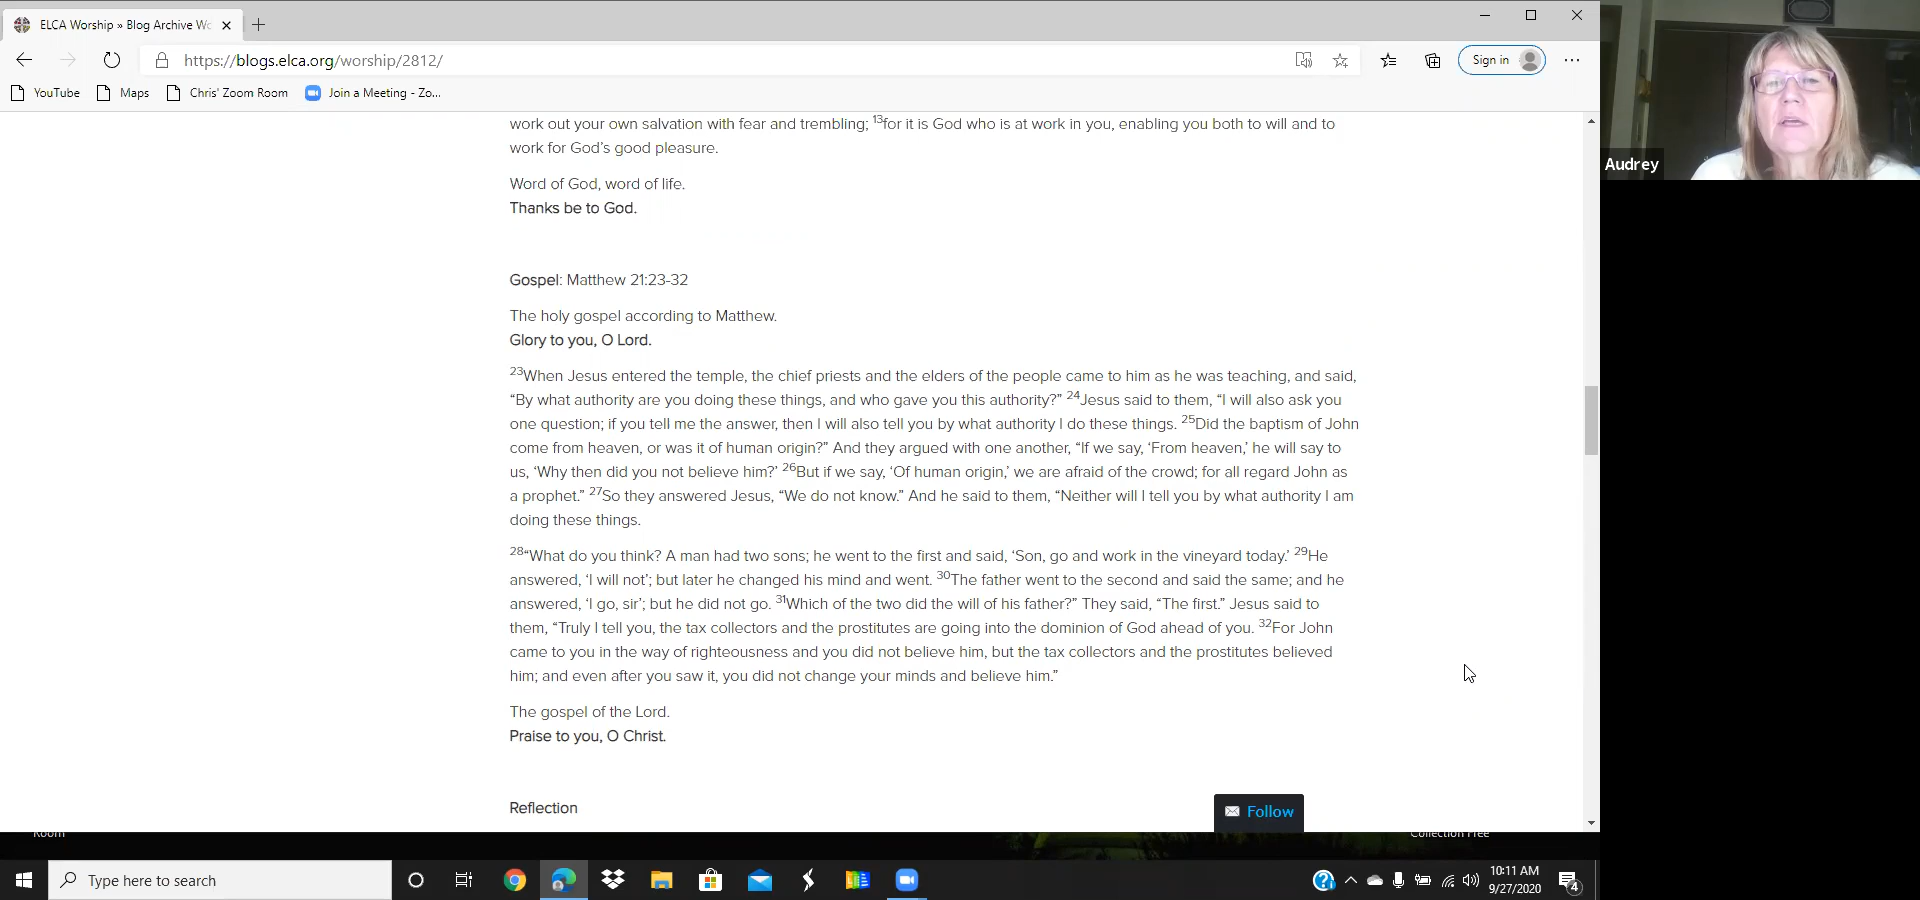 ELCA Worship » Blog Archive Wo
https://blogs.elca.org/worship/2812/
Sign in
YouTube
Maps
Chris' Zoom Room
Join a Meeting - Zo...
Audrey
work out your own salvation with fear and trembling; 13for it is God who is at work in you, enabling you both to will and to
work for God’s good pleasure.
Word of God, word of life.
Thanks be to God.
Gospel: Matthew 21:23-32
The holy gospel according to Matthew.
Glory to you, O Lord.
23When Jesus entered the temple, the chief priests and the elders of the people came to him as he was teaching, and said,
“By what authority are you doing these things, and who gave you this authority?” 24Jesus said to them, “I will also ask you
one question; if you tell me the answer, then I will also tell you by what authority I do these things. 25Did the baptism of John
come from heaven, or was it of human origin?” And they argued with one another, “If we say, ‘From heaven,’ he will say to
us, ‘Why then did you not believe him?’ 26But if we say, ‘Of human origin,’ we are afraid of the crowd; for all regard John as
a prophet.” 27So they answered Jesus, “We do not know.” And he said to them, “Neither will I tell you by what authority I am
doing these things.
28“What do you think? A man had two sons; he went to the first and said, ‘Son, go and work in the vineyard today.’ 29He
answered, ‘I will not’; but later he changed his mind and went. 30The father went to the second and said the same; and he
answered, ‘I go, sir’; but he did not go. 31Which of the two did the will of his father?” They said, “The first.” Jesus said to
them, “Truly I tell you, the tax collectors and the prostitutes are going into the dominion of God ahead of you. 32For John
came to you in the way of righteousness and you did not believe him, but the tax collectors and the prostitutes believed
him; and even after you saw it, you did not change your minds and believe him.”
The gospel of the Lord.
Praise to you, O Christ.
Reflection
Follow
Room
Collection Free
Type here to search
10:11 AM
9/27/2020
4